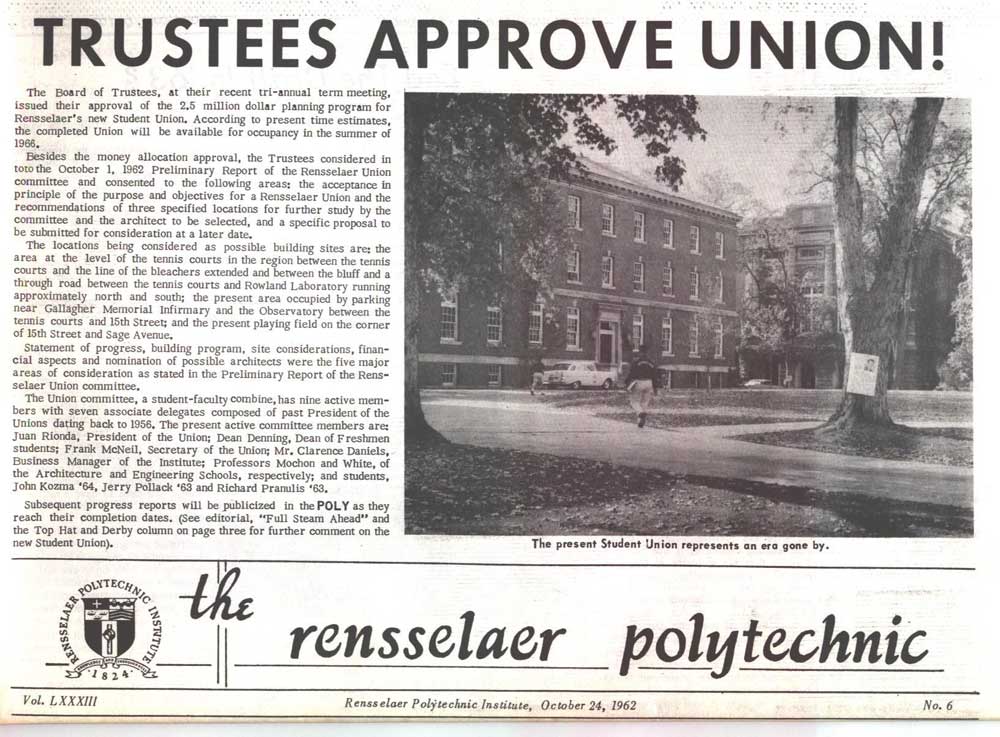 TRUSTEES APPROVE UNION!
The Board of Trustees, at their recent tri-annual term meeting,
issued their approval of the 2.5 million dollar planning program for
Rensselaer's new Student Union. According to present time estimates,
the completed Union will be available for occupancy in the summer of
1966.
Besides the money allocation approval, the Trustees considered in
toto the October 1, 1962 Preliminary Report of the Rensselaer Union
committee and consented to the following areas: the acceptance in
principle of the purpose and objectives for a Rensselaer Union and the
recommendations of three specified locations for further study by the
committee and the architect to be selected, and a specific proposal to
be submitted for consideration at a later date.
The locations being considered as possible building sites are: the
area at the level of the tennis courts in the region between the tennis
courts and the line of the bleachers extended and between the bluff and a
through road between the tennis courts and Rowland Laboratory running
approximately north and south; the present area occupied by parking
near Gallagher Memorial Infirmary and the Observatory between the
tennis courts and 15th Street; and the present playing field on the corner
of 15th Street and Sage Avenue.
Statement of progress, building program, site considerations, finan-
cial aspects and nomination of possible architects were the five major
areas of consideration as stated in the Preliminary Report of the Rens-
selaer Union committee.
The Union committee, a student-faculty combine, has nine active mem-
bers with seven associate delegates composed of past President of the
Unions dating back to 1956. The present active committee members are:
Juan Rionda, President of the Union; Dean Denning, Dean of Freshmen
students; Frank McNeil, Secretary of the Union; Mr. Clarence Daniels,
Business Manager of the Institute; Professors Mochon and White, of
the Architecture and Engineering Schools, respectively; and students,
John Kozma '64, Jerry Pollack '63 and Richard Pranulis '63.
Subsequent progress reports will be publicized in the POLY as they
reach their completion dates. (See editorial, "Full Steam Ahead" and
the Top Hat and Derby column on page three for further comment on the
new Student Union).
The present Student Union represents an era gone by.
RENSSELAER POLYTECHNIC INSTITUTE
1824
the
rensselaer polytechnic
Vol. LXXXIII Rensselaer Polytechnic Institute, October 24, 1962 No. 6